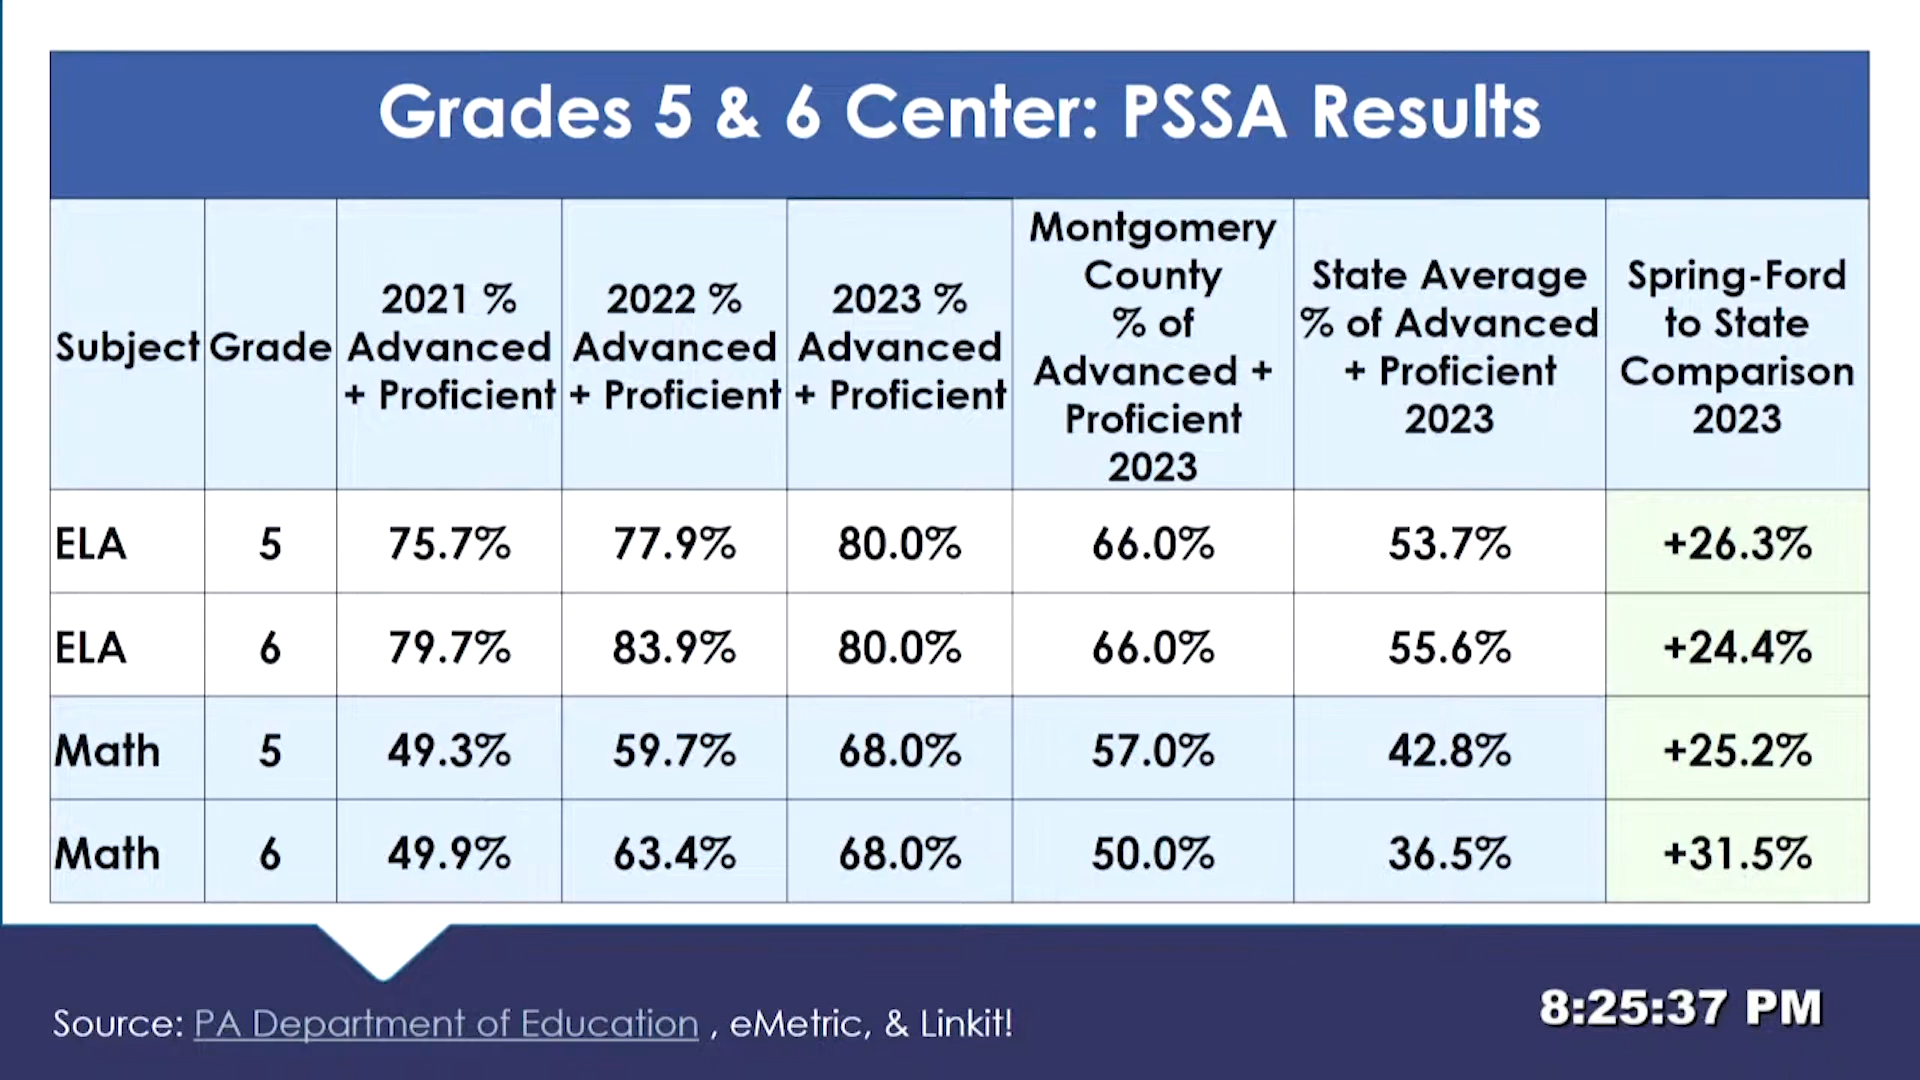 Grades 5 & 6 Center: PSSA Results
Subject
Grade
2021 %
Advanced
+ Proficient
2022 %
Advanced
+ Proficient
2023 %
Advanced
+ Proficient
Montgomery
County
% of
Advanced +
Proficient
2023
State Average
% of Advanced
+ Proficient
2023
Spring-Ford
to State
Comparison
2023
ELA 5 75.7% 77.9% 80.0% 66.0% 53.7% +26.3%
ELA 6 79.7% 83.9% 80.0% 66.0% 55.6% +24.4%
Math 5 49.3% 59.7% 68.0% 57.0% 42.8% +25.2%
Math 6 49.9% 63.4% 68.0% 50.0% 36.5% +31.5%
Source: PA Department of Education , eMetric, & Linkit!
8:25:37 PM